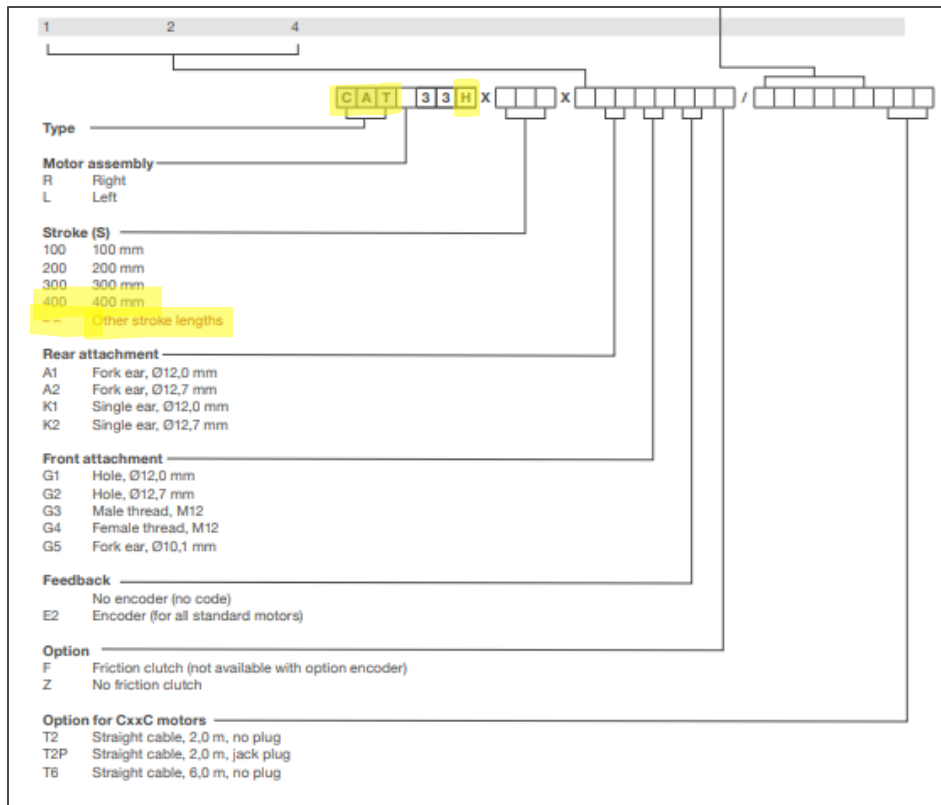 1 2 4
CAT 33H X X /
Type
Motor assembly
R Right
L Left
Stroke (S)
100 100 mm
200 200 mm
300 300 mm
400 400 mm
– – Other stroke lengths
Rear attachment
A1 Fork ear, Ø12,0 mm
A2 Fork ear, Ø12,7 mm
K1 Single ear, Ø12,0 mm
K2 Single ear, Ø12,7 mm
Front attachment
G1 Hole, Ø12,0 mm
G2 Hole, Ø12,7 mm
G3 Male thread, M12
G4 Female thread, M12
G5 Fork ear, Ø10,1 mm
Feedback
No encoder (no code)
E2 Encoder (for all standard motors)
Option
F Friction clutch (not available with option encoder)
Z No friction clutch
Option for CxxC motors
T2 Straight cable, 2,0 m, no plug
T2P Straight cable, 2,0 m, jack plug
T6 Straight cable, 6,0 m, no plug